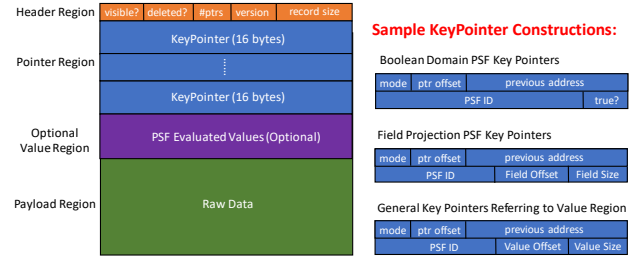 Header Region
visible? deleted? #ptrs version record size
KeyPointer (16 bytes)
Pointer Region
KeyPointer (16 bytes)
Optional
Value Region
PSF Evaluated Values (Optional)
Payload Region
Raw Data
Sample KeyPointer Constructions:
Boolean Domain PSF Key Pointers
mode ptr offset previous address
PSF ID true?
Field Projection PSF Key Pointers
mode ptr offset previous address
PSF ID Field Offset Field Size
General Key Pointers Referring to Value Region
mode ptr offset previous address
PSF ID Value Offset Value Size